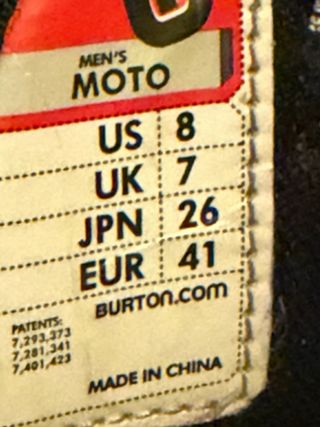 MEN'S
MOTO
US 8
UK 7
JPN 26
EUR 41
BURTON.COM
PATENTS:
7,293,373
7,281,341
7,401,423
MADE IN CHINA